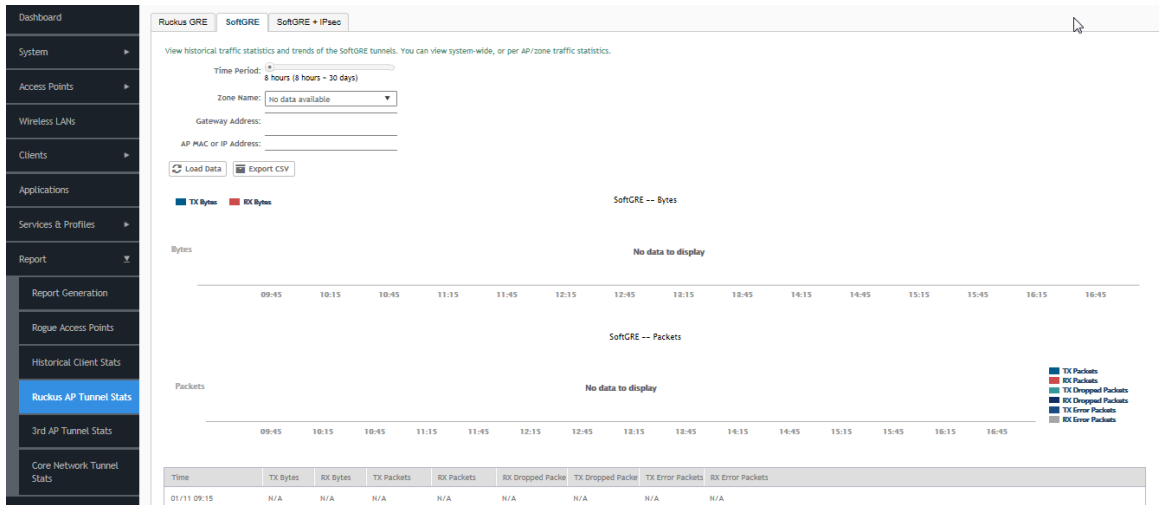 Dashboard
System
Access Points
Wireless LANs
Clients
Applications
Services & Profiles
Report
Report Generation
Rogue Access Points
Historical Client Stats
Ruckus AP Tunnel Stats
3rd AP Tunnel Stats
Core Network Tunnel
Stats
Ruckus GRE SoftGRE SoftGRE + IPsec
View historical traffic statistics and trends of the SoftGRE tunnels. You can view system-wide, or per AP/zone traffic statistics.
Time Period:
8 hours (8 hours - 30 days)
Zone Name: No data available
Gateway Address:
AP MAC or IP Address:
Load Data Export CSV
TX Bytes RX Bytes SoftGRE -- Bytes
Bytes No data to display
09:45 10:15 10:45 11:15 11:45 12:15 12:45 13:15 13:45 14:15 14:45 15:15 15:45 16:15 16:45
SoftGRE -- Packets
Packets No data to display
TX Packets
RX Packets
TX Dropped Packets
RX Dropped Packets
TX Error Packets
RX Error Packets
09:45 10:15 10:45 11:15 11:45 12:15 12:45 13:15 13:45 14:15 14:45 15:15 15:45 16:15 16:45
Time TX Bytes RX Bytes TX Packets RX Packets RX Dropped Packe TX Dropped Packe TX Error Packets RX Error Packets
01/11 09:15 N/A N/A N/A N/A N/A N/A N/A N/A